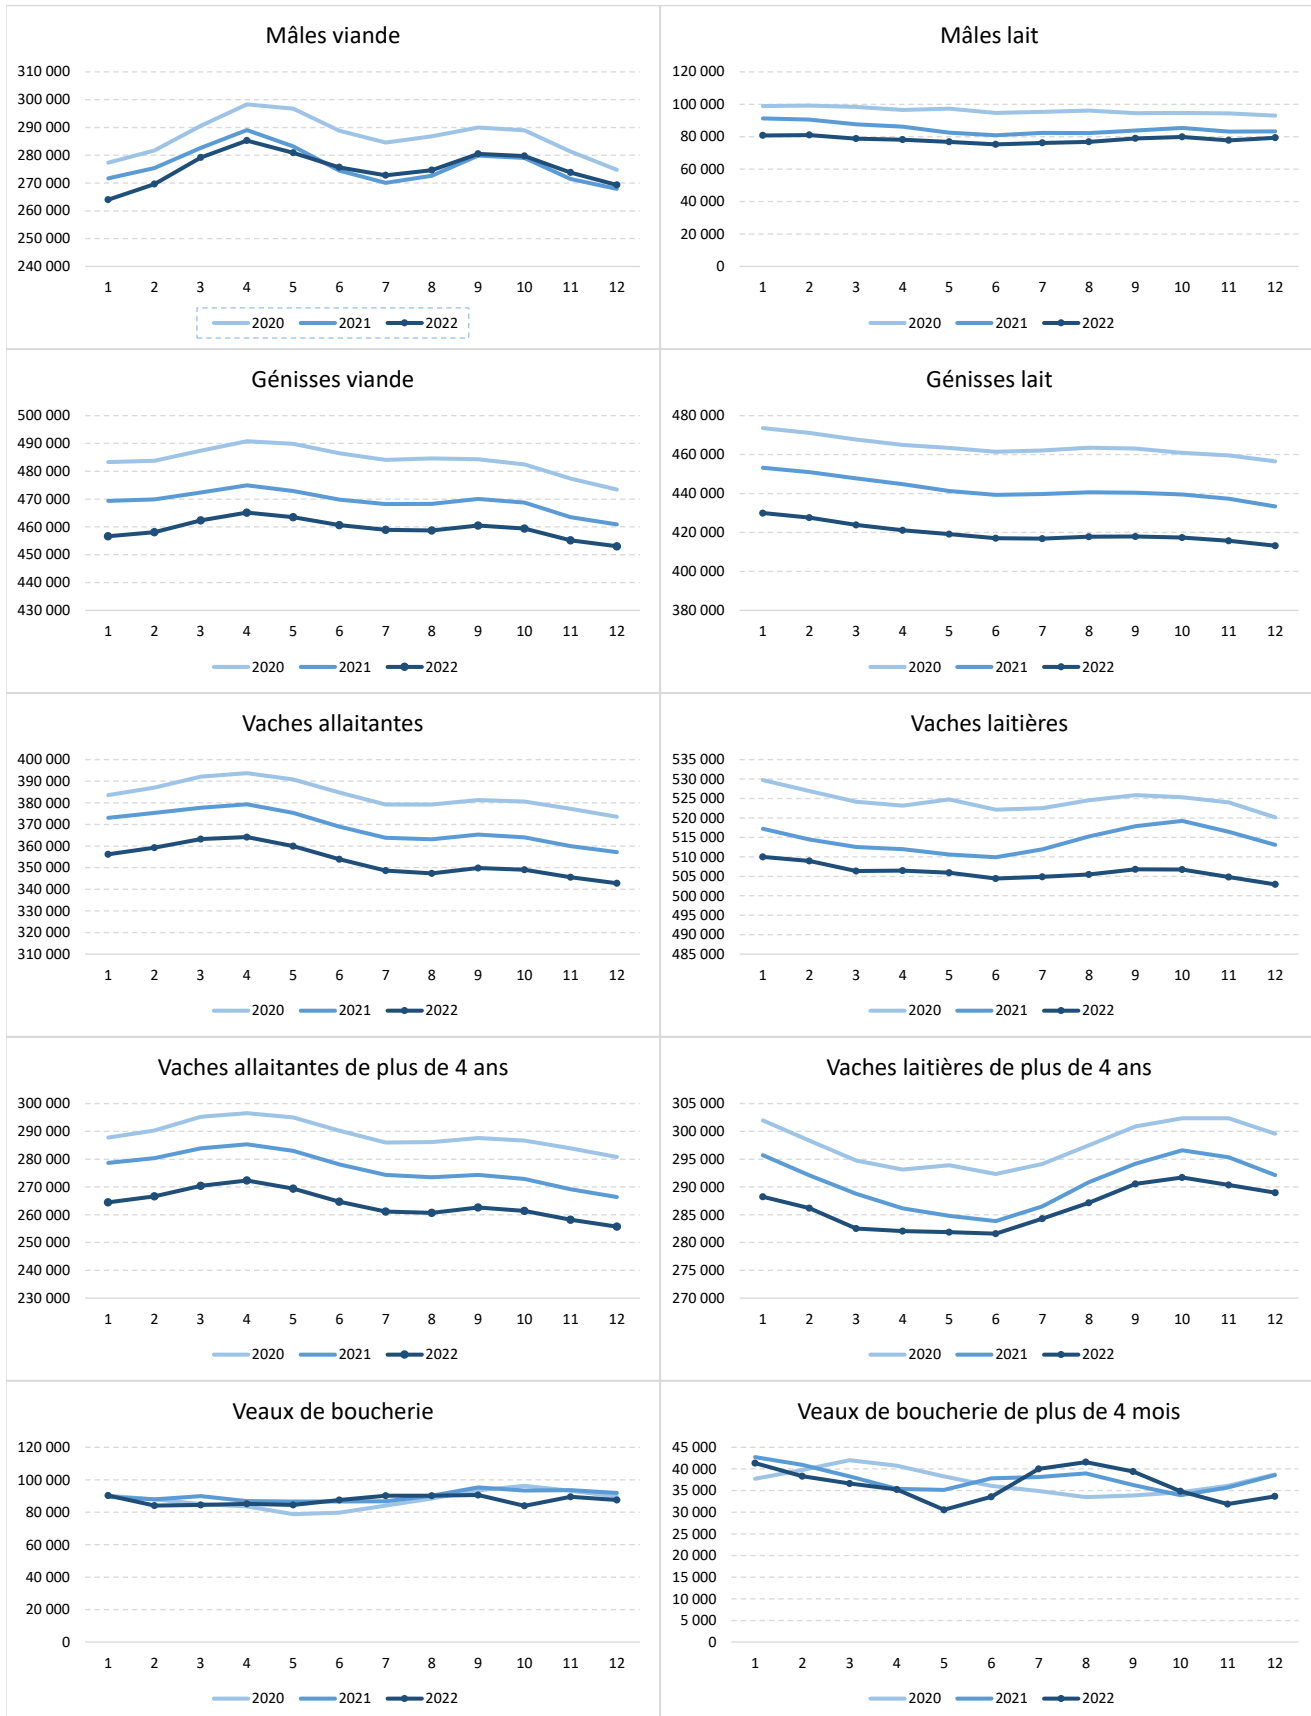 Mâles viande
310 000
300 000
290 000
280 000
270 000
260 000
250 000
240 000
1 2 3 4 5 6 7 8 9 10 11 12
2020 2021 2022
Mâles lait
120 000
100 000
80 000
60 000
40 000
20 000
0
1 2 3 4 5 6 7 8 9 10 11 12
2020 2021 2022
Génisses viande
500 000
490 000
480 000
470 000
460 000
450 000
440 000
430 000
1 2 3 4 5 6 7 8 9 10 11 12
2020 2021 2022
Génisses lait
480 000
460 000
440 000
420 000
400 000
380 000
1 2 3 4 5 6 7 8 9 10 11 12
2020 2021 2022
Vaches allaitantes
400 000
390 000
380 000
370 000
360 000
350 000
340 000
330 000
320 000
310 000
1 2 3 4 5 6 7 8 9 10 11 12
2020 2021 2022
Vaches laitières
535 000
530 000
525 000
520 000
515 000
510 000
505 000
500 000
495 000
490 000
485 000
1 2 3 4 5 6 7 8 9 10 11 12
2020 2021 2022
Vaches allaitantes de plus de 4 ans
300 000
290 000
280 000
270 000
260 000
250 000
240 000
230 000
1 2 3 4 5 6 7 8 9 10 11 12
2020 2021 2022
Vaches laitières de plus de 4 ans
305 000
300 000
295 000
290 000
285 000
280 000
275 000
270 000
1 2 3 4 5 6 7 8 9 10 11 12
2020 2021 2022
Veaux de boucherie
120 000
100 000
80 000
60 000
40 000
20 000
0
1 2 3 4 5 6 7 8 9 10 11 12
2020 2021 2022
Veaux de boucherie de plus de 4 mois
45 000
40 000
35 000
30 000
25 000
20 000
15 000
10 000
5 000
0
1 2 3 4 5 6 7 8 9 10 11 12
2020 2021 2022